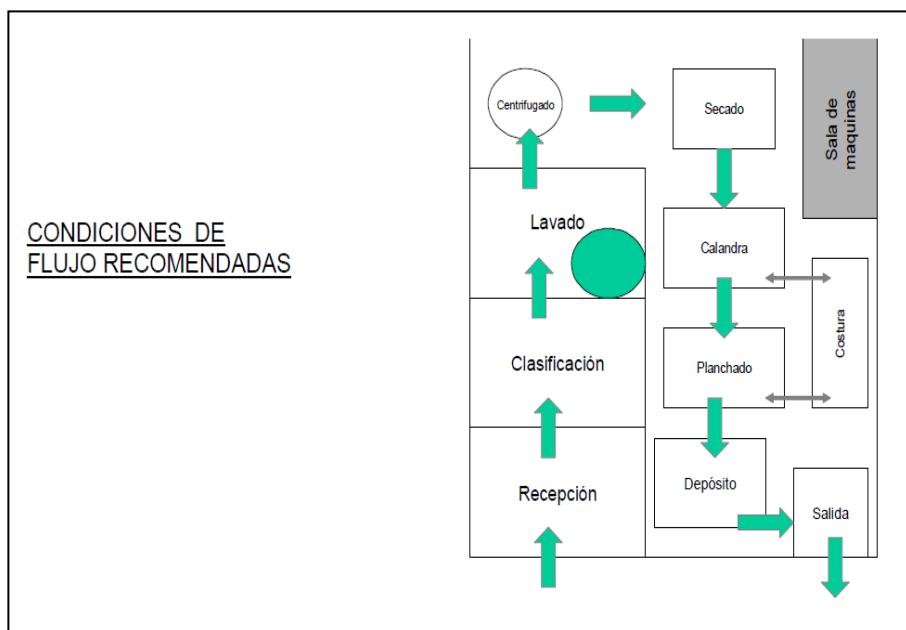 CONDICIONES DE
FLUJO RECOMENDADAS
Centrifugado
Secado
Sala de
maquinas
Lavado
Calandra
Costura
Clasificación
Planchado
Recepción
Depósito
Salida